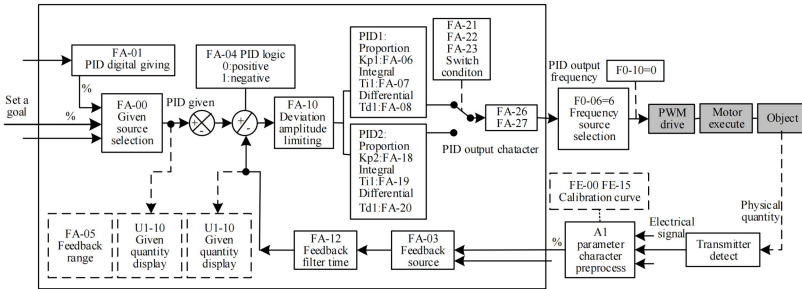 FA-01
PID digital giving
%
Set a
goal
%
FA-00
Given
source
selection
PID given
+
-
FA-04 PID logic
0:positive
1:negative
+
-
FA-10
Deviation
amplitude
limiting
PID1:
Proportion
Kp1:FA-06
Integral
Ti1:FA-07
Differential
Td1:FA-08
PID2:
Proportion
Kp2:FA-18
Integral
Ti1:FA-19
Differential
Td1:FA-20
FA-21
FA-22
FA-23
Switch
conditon
PID output chatacter
FA-26
FA-27
PID output
frequency
F0-10=0
F0-06=6
Frequency
source
selection
PWM
drive
Motor
execute
Object
FA-05
Feedback
range
U1-10
Given
quantity
display
U1-10
Given
quantity
display
FA-12
Feedback
filter time
FA-03
Feedback
source
%
FE-00 FE-15
Calibration curve
A1
parameter
character
preprocess
Electrical
signal
Transmitter
detect
Physical
quantity